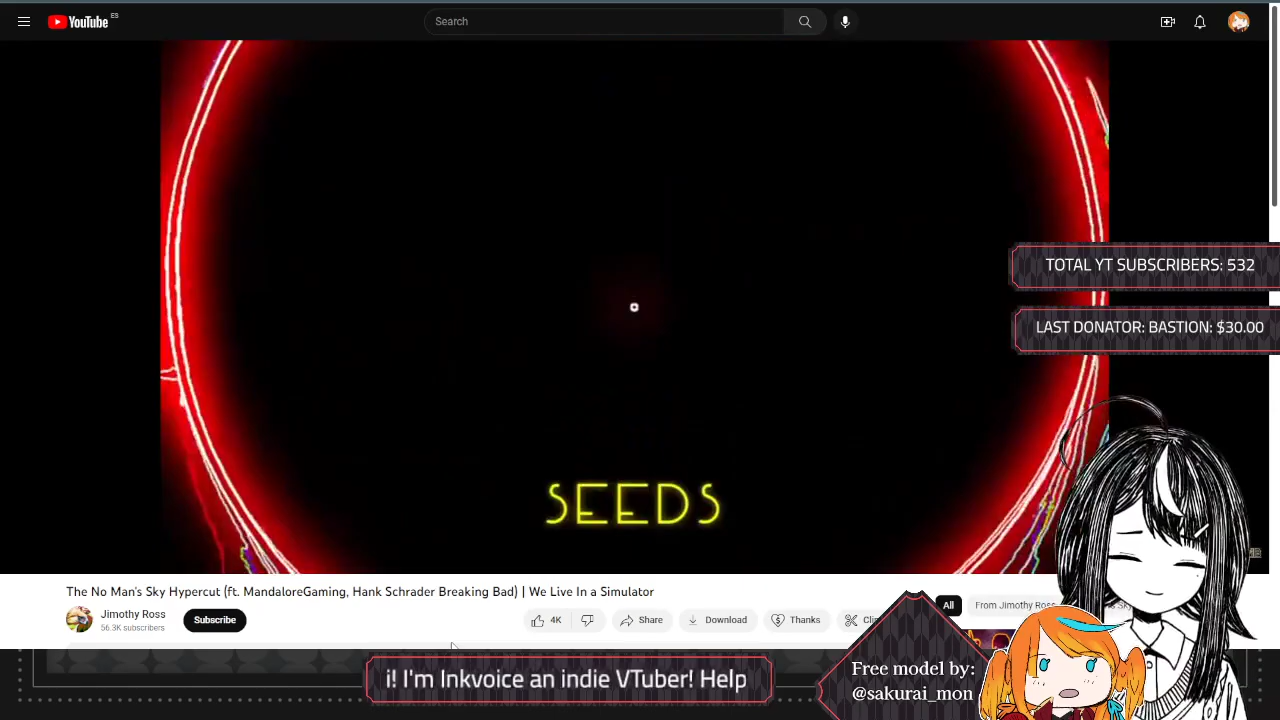 YouTube ES
Search
SEEDS
TOTAL YT SUBSCRIBERS: 532
LAST DONATOR: BASTION: $30.00
The No Man's Sky Hypercut (ft. MandaloreGaming, Hank Schrader Breaking Bad) | We Live In a Simulator
Jimothy Ross
56.3K subscribers
Subscribe
4K
Share
Download
Thanks
All
From Jimothy Ross
i! I'm Inkvoice an indie VTuber! Help
Free model by:
@sakurai_mon